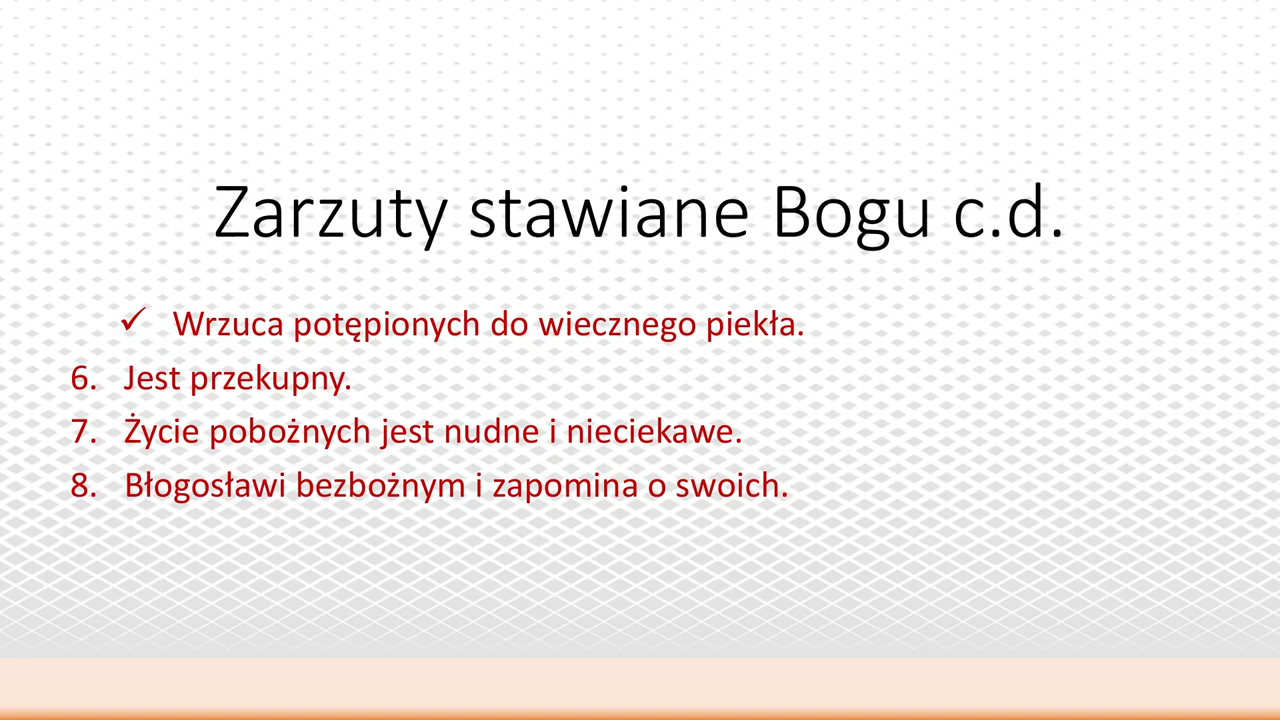 Zarzuty stawiane Bogu c.d.
✓ Wrzuca potępionych do wiecznego piekła.
6. Jest przekupny.
7. Życie pobożnych jest nudne i nieciekawe.
8. Błogosławi bezbożnym i zapomina o swoich.